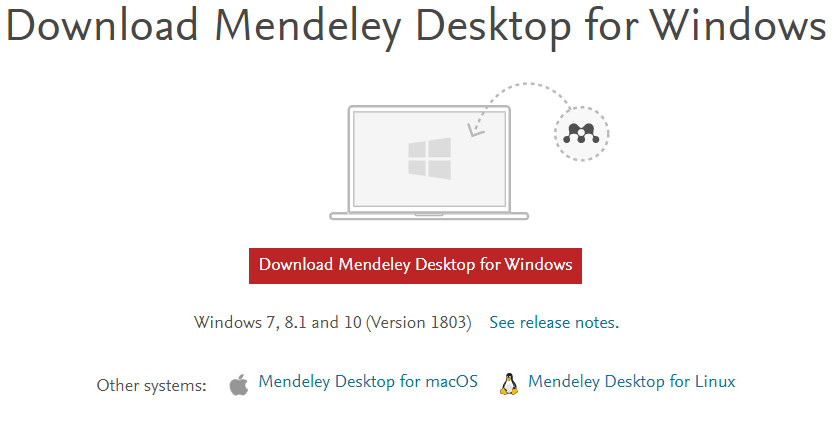 Download Mendeley Desktop for Windows
Download Mendeley Desktop for Windows
Windows 7, 8.1 and 10 (Version 1803) See release notes.
Other systems: Mendeley Desktop for macOS Mendeley Desktop for Linux